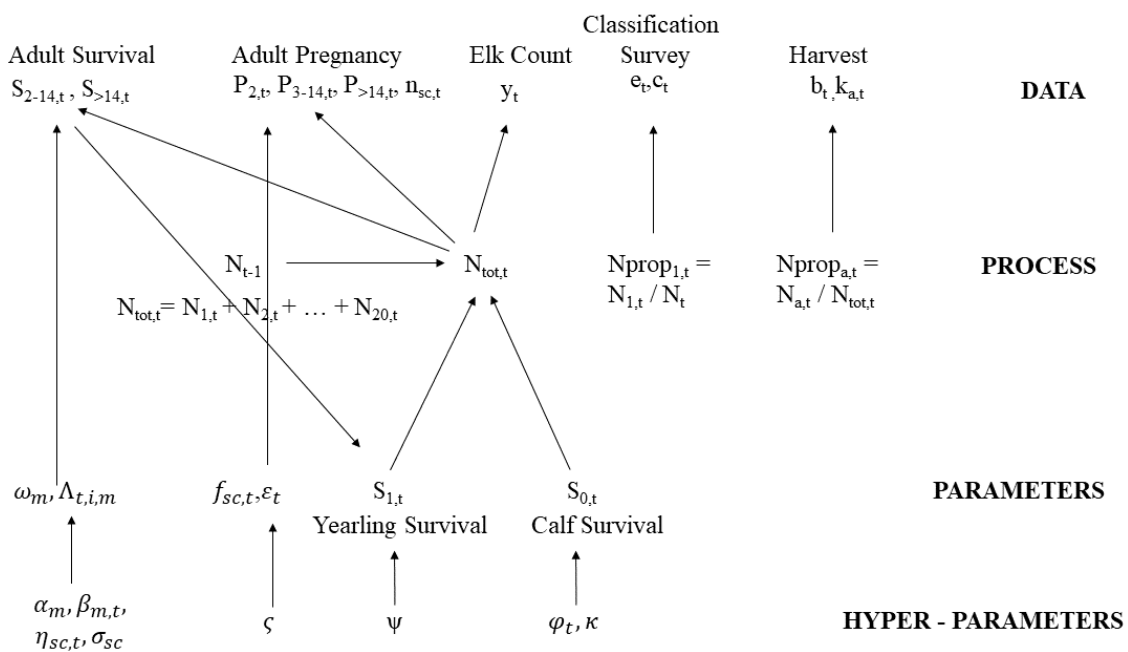 Classification
Adult Survival Adult Pregnancy Elk Count Survey Harvest
S2-14,t , S>14,t P2,t, P3-14,t, P>14,t, nsc,t yt et,ct bt ,ka,t DATA
Nt-1 Ntot,t Nprop1,t = Npropa,t = PROCESS
Ntot,t= N1,t + N2,t + … + N20,t N1,t / Nt Na,t / Ntot,t
ωm, Λt,i,m fsc,t,εt S1,t S0,t PARAMETERS
Yearling Survival Calf Survival
αm, βm,t, ς ψ φt, κ HYPER - PARAMETERS
ηsc,t, σsc